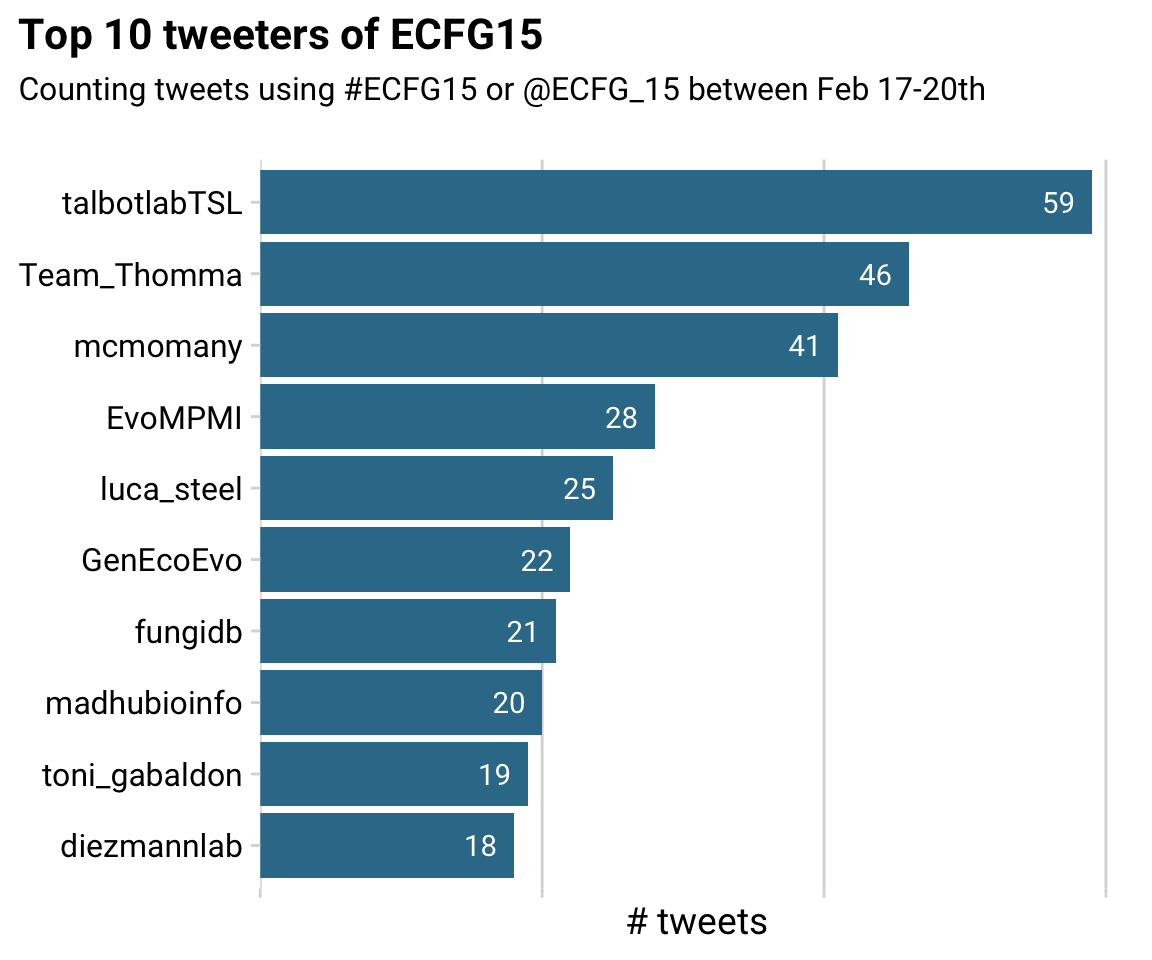 Top 10 tweeters of ECFG15
Counting tweets using #ECFG15 or @ECFG_15 between Feb 17-20th
talbotlabTSL 59
Team_Thomma 46
mcmomany 41
EvoMPMI 28
luca_steel 25
GenEcoEvo 22
fungidb 21
madhubioinfo 20
toni_gabaldon 19
diezmannlab 18
# tweets